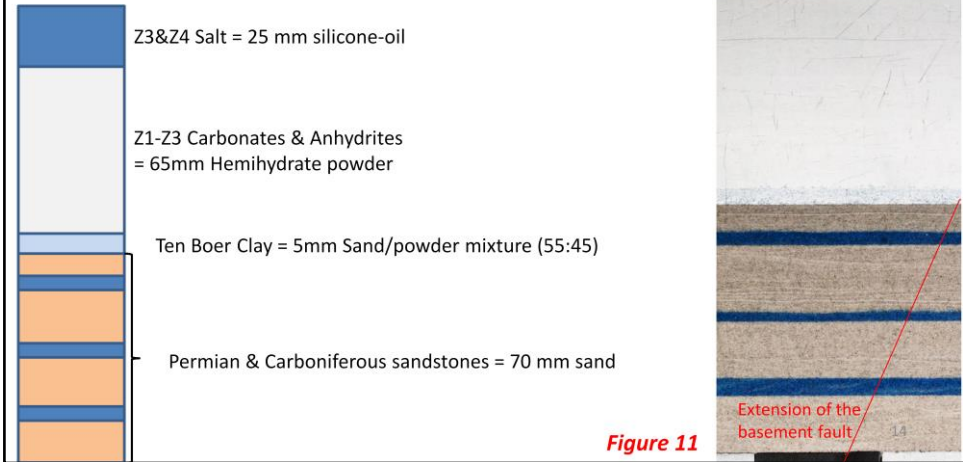 Z3&Z4 Salt = 25 mm silicone-oil
Z1-Z3 Carbonates & Anhydrites
= 65mm Hemihydrate powder
Ten Boer Clay = 5mm Sand/powder mixture (55:45)
Permian & Carboniferous sandstones = 70 mm sand
Figure 11
Extension of the
basement fault
14